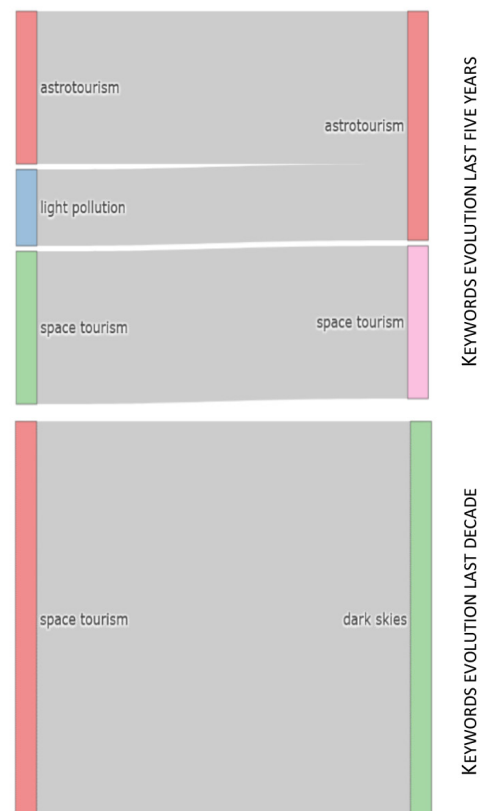 astrotourism
astrotourism
light pollution
space tourism
space tourism
KEYWORDS EVOLUTION LAST FIVE YEARS
space tourism
dark skies
KEYWORDS EVOLUTION LAST DECADE